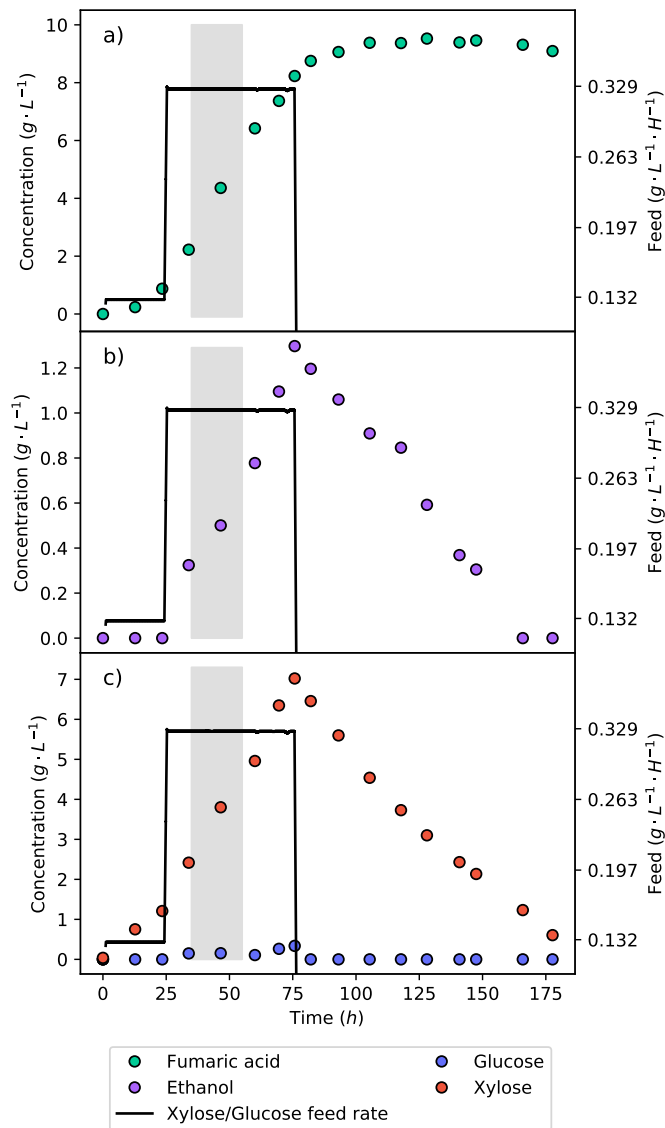 a)
Concentration (g · L⁻¹)
10
8
6
4
2
0
0.329
0.263
0.197
0.132
Feed (g · L⁻¹ · H⁻¹)
b)
Concentration (g · L⁻¹)
1.2
1.0
0.8
0.6
0.4
0.2
0.0
0.329
0.263
0.197
0.132
Feed (g · L⁻¹ · H⁻¹)
c)
Concentration (g · L⁻¹)
7
6
5
4
3
2
1
0
0.329
0.263
0.197
0.132
Feed (g · L⁻¹ · H⁻¹)
0 25 50 75 100 125 150 175
Time (h)
Fumaric acid Glucose
Ethanol Xylose
Xylose/Glucose feed rate